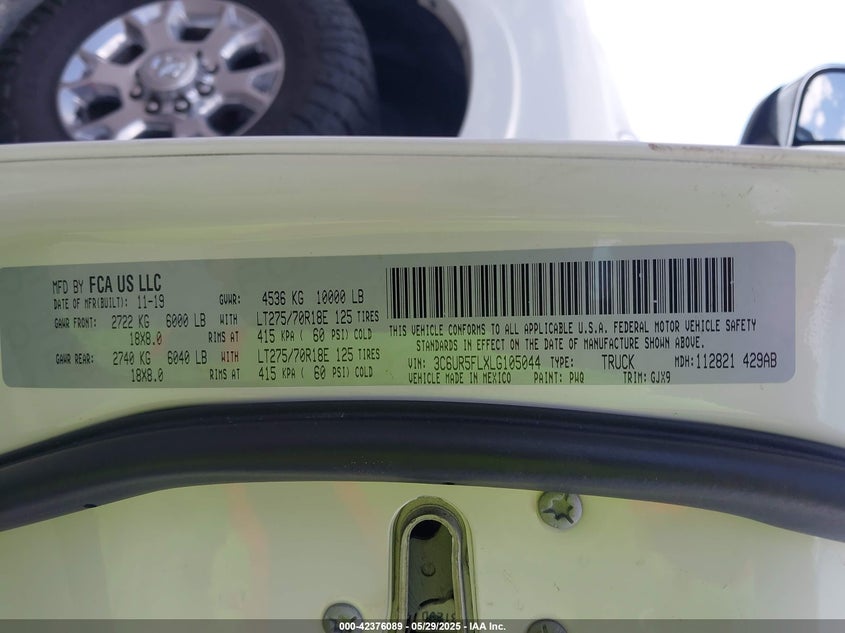 MFD BY FCA US LLC
DATE OF MFR(BUILT): 11-19 GVWR: 4536 KG 10000 LB
GAWR FRONT: 2722 KG 6000 LB WITH LT275/70R18E 125 TIRES
18X8.0 RIMS AT 415 KPA ( 60 PSI) COLD
GAWR REAR: 2740 KG 6040 LB WITH LT275/70R18E 125 TIRES
18X8.0 RIMS AT 415 KPA ( 60 PSI) COLD
THIS VEHICLE CONFORMS TO ALL APPLICABLE U.S.A. FEDERAL MOTOR VEHICLE SAFETY
STANDARDS IN EFFECT ON THE DATE OF MANUFACTURE SHOWN ABOVE.
VIN: 3C6UR5FLXLG105044 TYPE: TRUCK MDH: 112821 429AB
VEHICLE MADE IN MEXICO PAINT: PWQ TRIM: GJX9
000-42376089 - 05/29/2025 - IAA Inc.